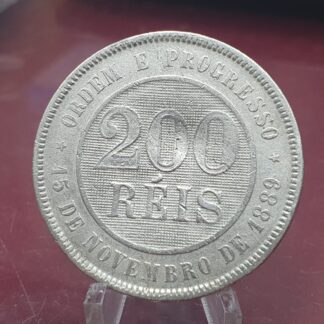 ORDEM E PROGRESSO
200
RÉIS
15 DE NOVEMBRO DE 1889